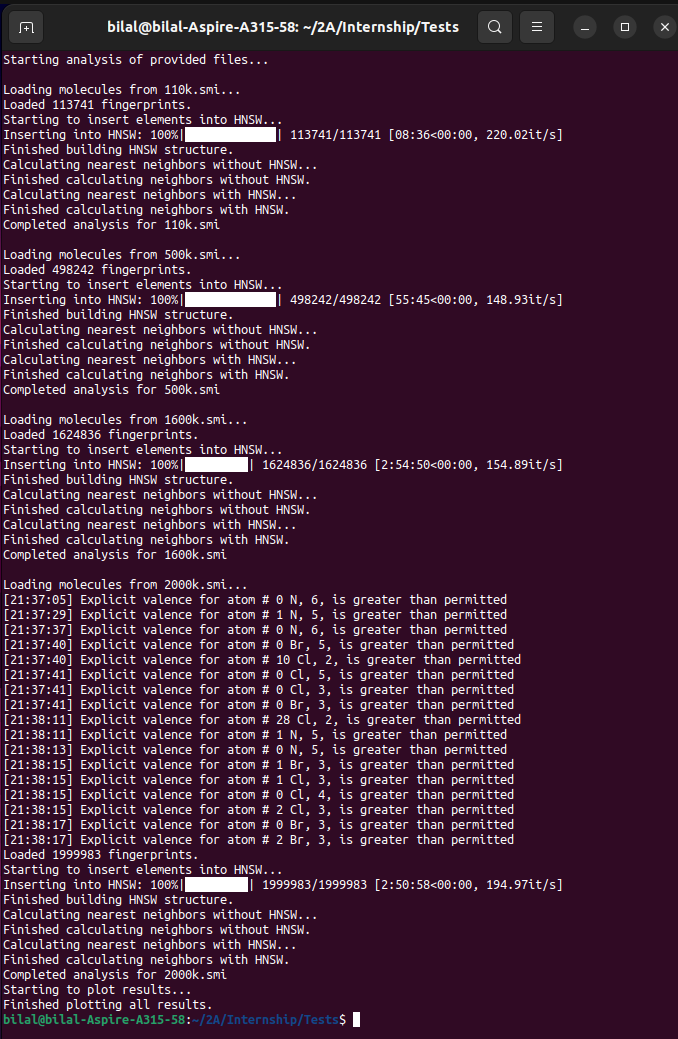 bilal@bilal-Aspire-A315-58: ~/2A/Internship/Tests
Starting analysis of provided files...
Loading molecules from 110k.smi...
Loaded 113741 fingerprints.
Starting to insert elements into HNSW...
Inserting into HNSW: 100%| | 113741/113741 [08:36<00:00, 220.02it/s]
Finished building HNSW structure.
Calculating nearest neighbors without HNSW...
Finished calculating neighbors without HNSW.
Calculating nearest neighbors with HNSW...
Finished calculating neighbors with HNSW.
Completed analysis for 110k.smi
Loading molecules from 500k.smi...
Loaded 498242 fingerprints.
Starting to insert elements into HNSW...
Inserting into HNSW: 100%| | 498242/498242 [55:45<00:00, 148.93it/s]
Finished building HNSW structure.
Calculating nearest neighbors without HNSW...
Finished calculating neighbors without HNSW.
Calculating nearest neighbors with HNSW...
Finished calculating neighbors with HNSW.
Completed analysis for 500k.smi
Loading molecules from 1600k.smi...
Loaded 1624836 fingerprints.
Starting to insert elements into HNSW...
Inserting into HNSW: 100%| | 1624836/1624836 [2:54:50<00:00, 154.89it/s]
Finished building HNSW structure.
Calculating nearest neighbors without HNSW...
Finished calculating neighbors without HNSW.
Calculating nearest neighbors with HNSW...
Finished calculating neighbors with HNSW.
Completed analysis for 1600k.smi
Loading molecules from 2000k.smi...
[21:37:05] Explicit valence for atom # 0 N, 6, is greater than permitted
[21:37:29] Explicit valence for atom # 1 N, 5, is greater than permitted
[21:37:37] Explicit valence for atom # 0 N, 6, is greater than permitted
[21:37:40] Explicit valence for atom # 0 Br, 5, is greater than permitted
[21:37:40] Explicit valence for atom # 10 Cl, 2, is greater than permitted
[21:37:41] Explicit valence for atom # 0 Cl, 5, is greater than permitted
[21:37:41] Explicit valence for atom # 0 Cl, 3, is greater than permitted
[21:37:41] Explicit valence for atom # 0 Br, 3, is greater than permitted
[21:38:11] Explicit valence for atom # 28 Cl, 2, is greater than permitted
[21:38:11] Explicit valence for atom # 1 N, 5, is greater than permitted
[21:38:13] Explicit valence for atom # 0 N, 5, is greater than permitted
[21:38:15] Explicit valence for atom # 1 Br, 3, is greater than permitted
[21:38:15] Explicit valence for atom # 1 Cl, 3, is greater than permitted
[21:38:15] Explicit valence for atom # 0 Cl, 4, is greater than permitted
[21:38:15] Explicit valence for atom # 2 Cl, 3, is greater than permitted
[21:38:17] Explicit valence for atom # 0 Br, 3, is greater than permitted
[21:38:17] Explicit valence for atom # 2 Br, 3, is greater than permitted
Loaded 1999983 fingerprints.
Starting to insert elements into HNSW...
Inserting into HNSW: 100%| | 1999983/1999983 [2:50:58<00:00, 194.97it/s]
Finished building HNSW structure.
Calculating nearest neighbors without HNSW...
Finished calculating neighbors without HNSW.
Calculating nearest neighbors with HNSW...
Finished calculating neighbors with HNSW.
Completed analysis for 2000k.smi
Starting to plot results...
Finished plotting all results.
bilal@bilal-Aspire-A315-58:~/2A/Internship/Tests$